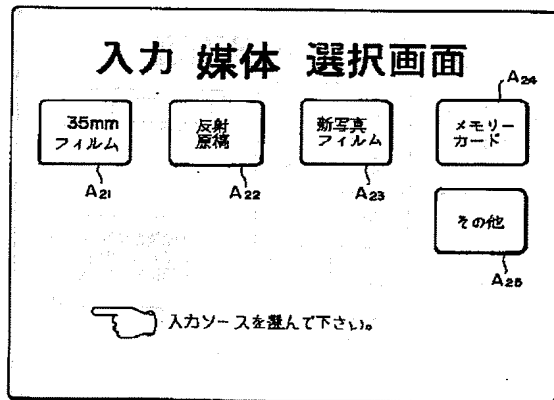 入力 媒体 選択画面
A24
35mm
フィルム
反射
原稿
新写真
フィルム
メモリー
カード
A21
A22
A23
その他
A25
入力ソースを選んで下さい。